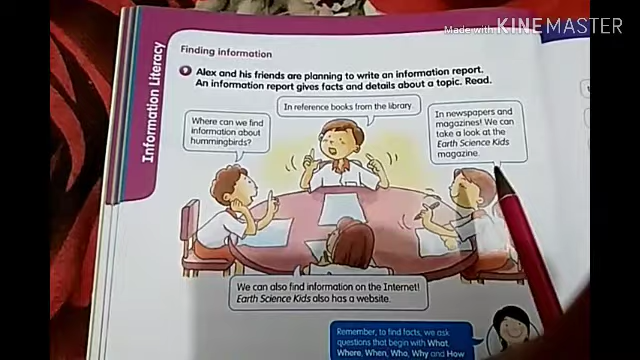 Made with KINEMASTER
Information Literacy
Finding information
Alex and his friends are planning to write an information report.
An information report gives facts and details about a topic. Read.
Where can we find
information about
hummingbirds?
In reference books from the library.
In newspapers and
magazines! We can
take a look at the
Earth Science Kids
magazine.
We can also find information on the Internet!
Earth Science Kids also has a website.
Remember, to find facts, we ask
questions that begin with What,
Where, When, Who, Why and How